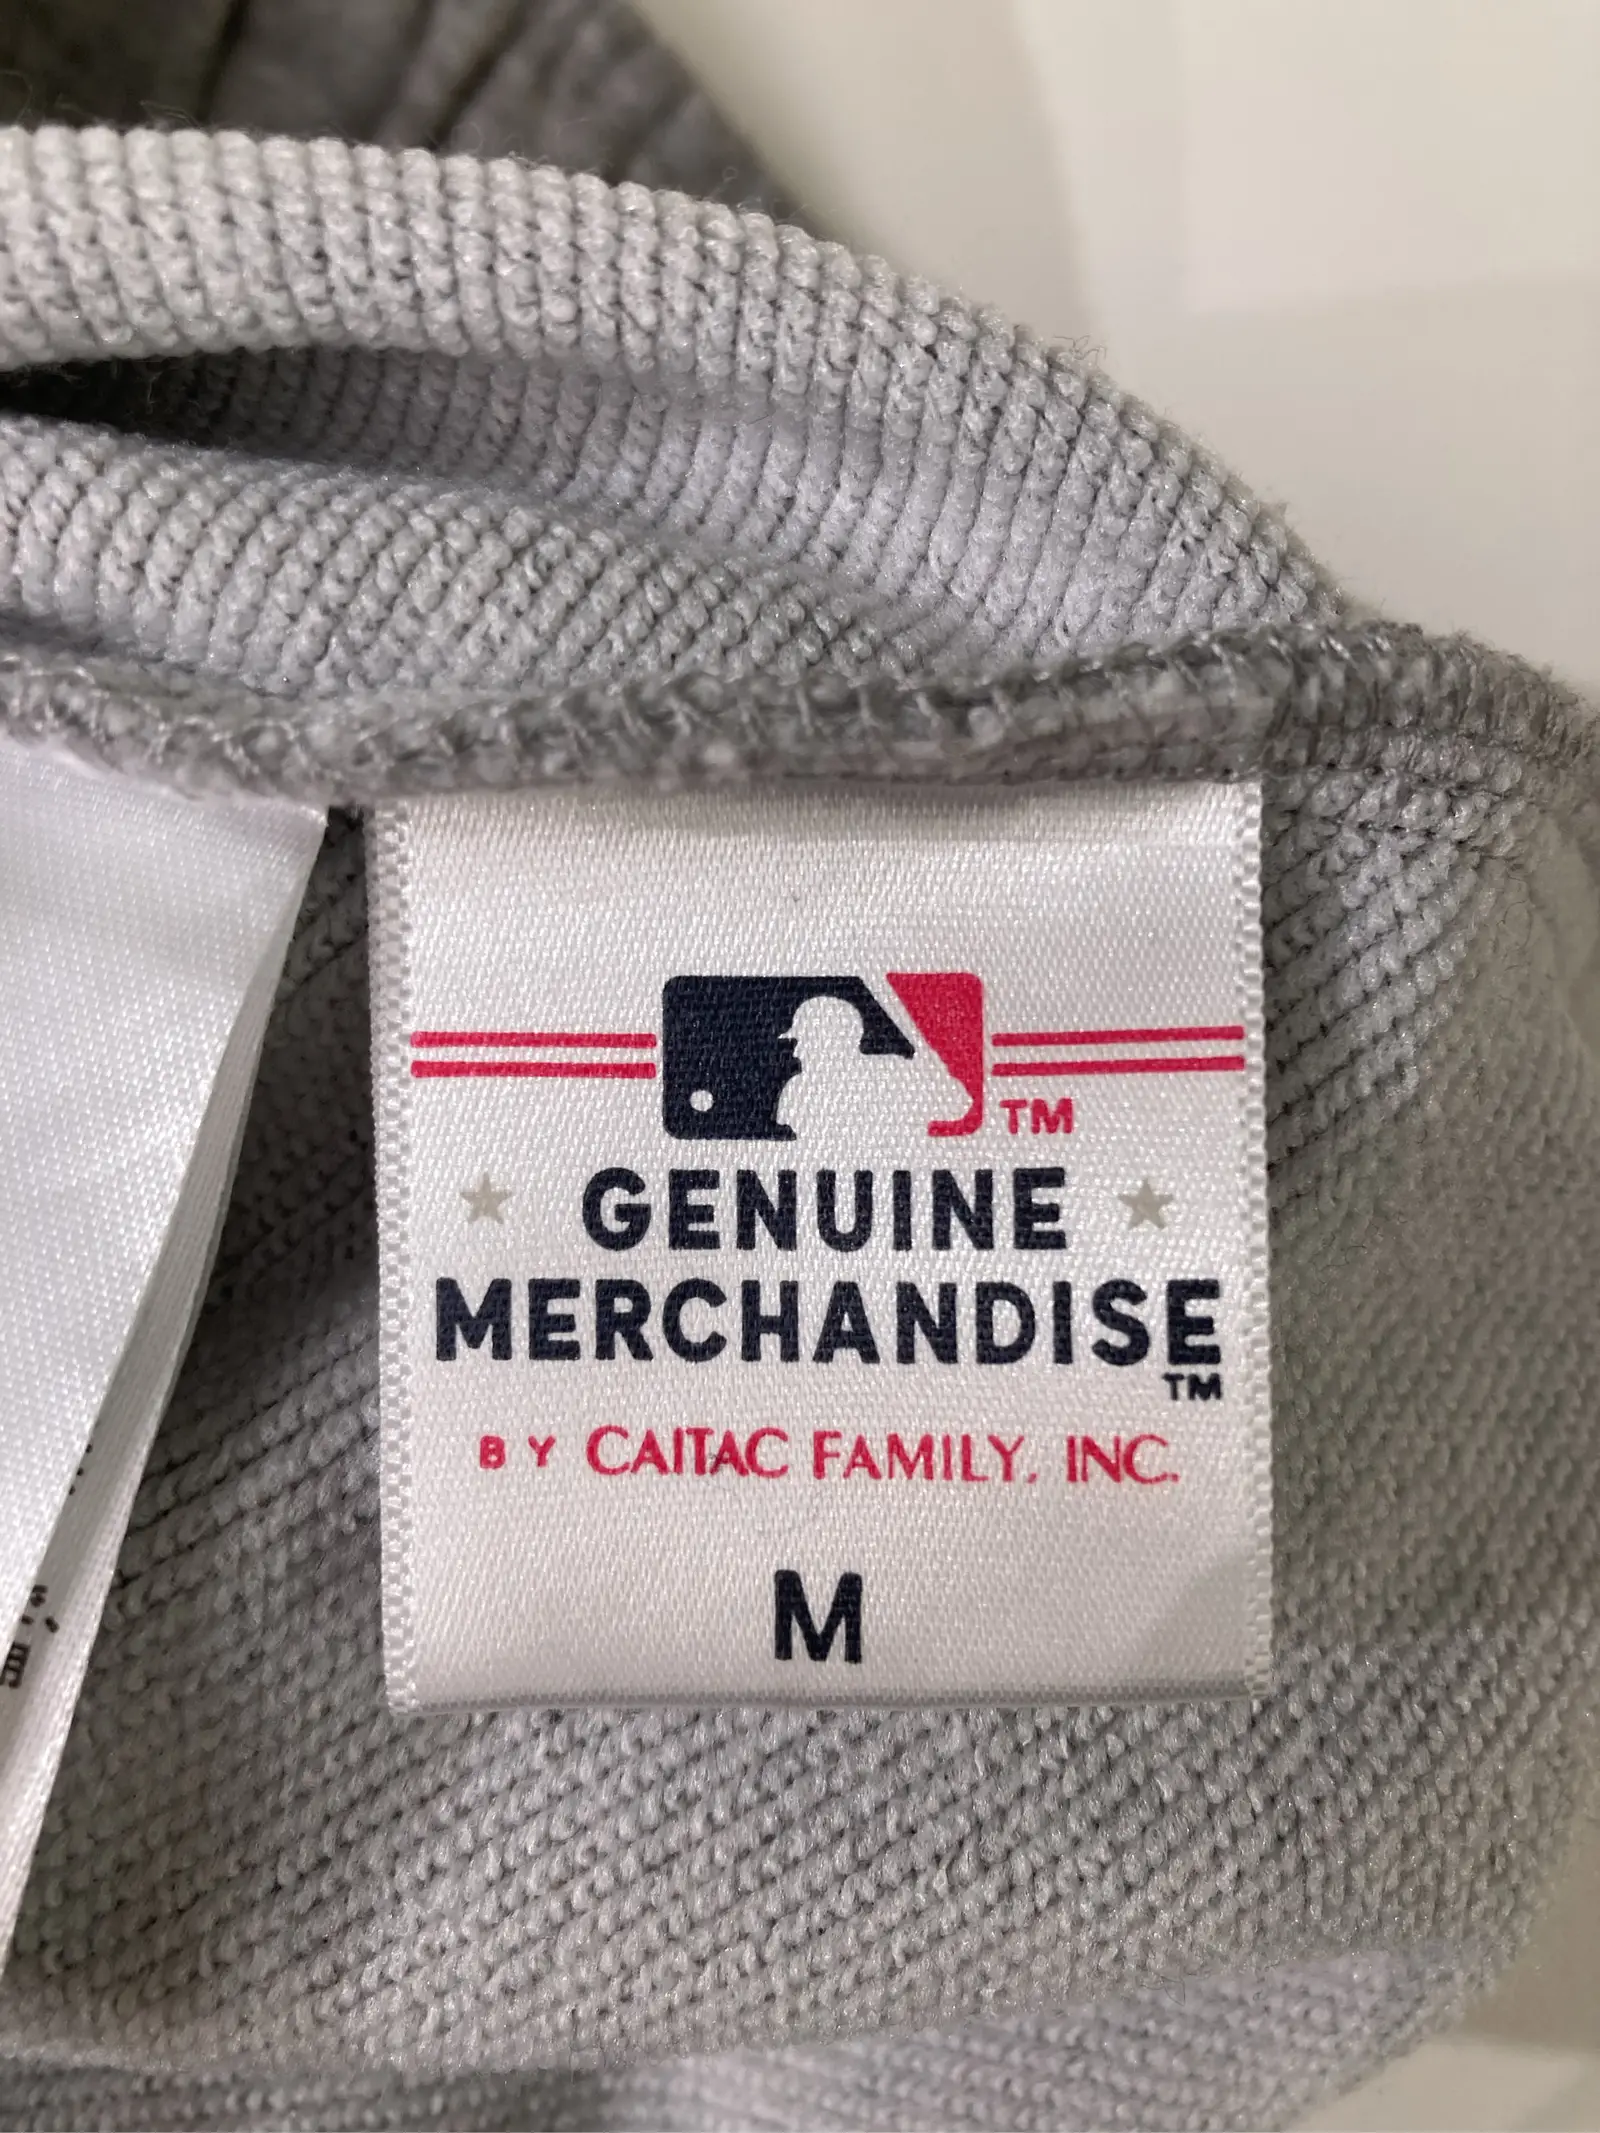 TM
GENUINE
MERCHANDISE
TM
BY CAITAC FAMILY, INC.
M